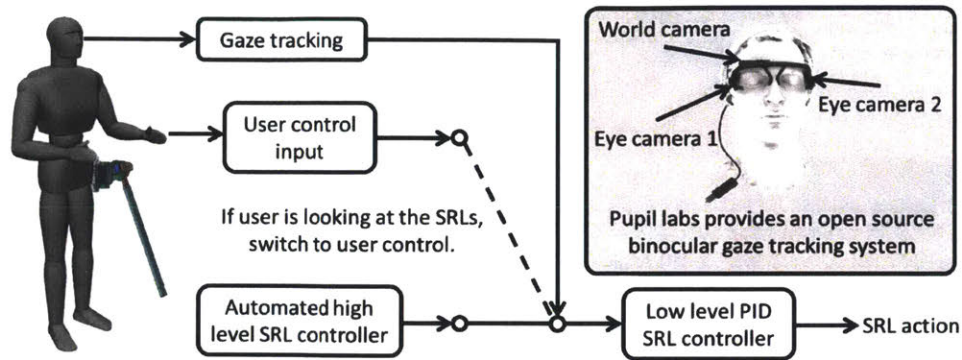 Gaze tracking
User control
input
If user is looking at the SRLs,
switch to user control.
Automated high
level SRL controller
Low level PID
SRL controller
SRL action
World camera
Eye camera 2
Eye camera 1
Pupil labs provides an open source
binocular gaze tracking system